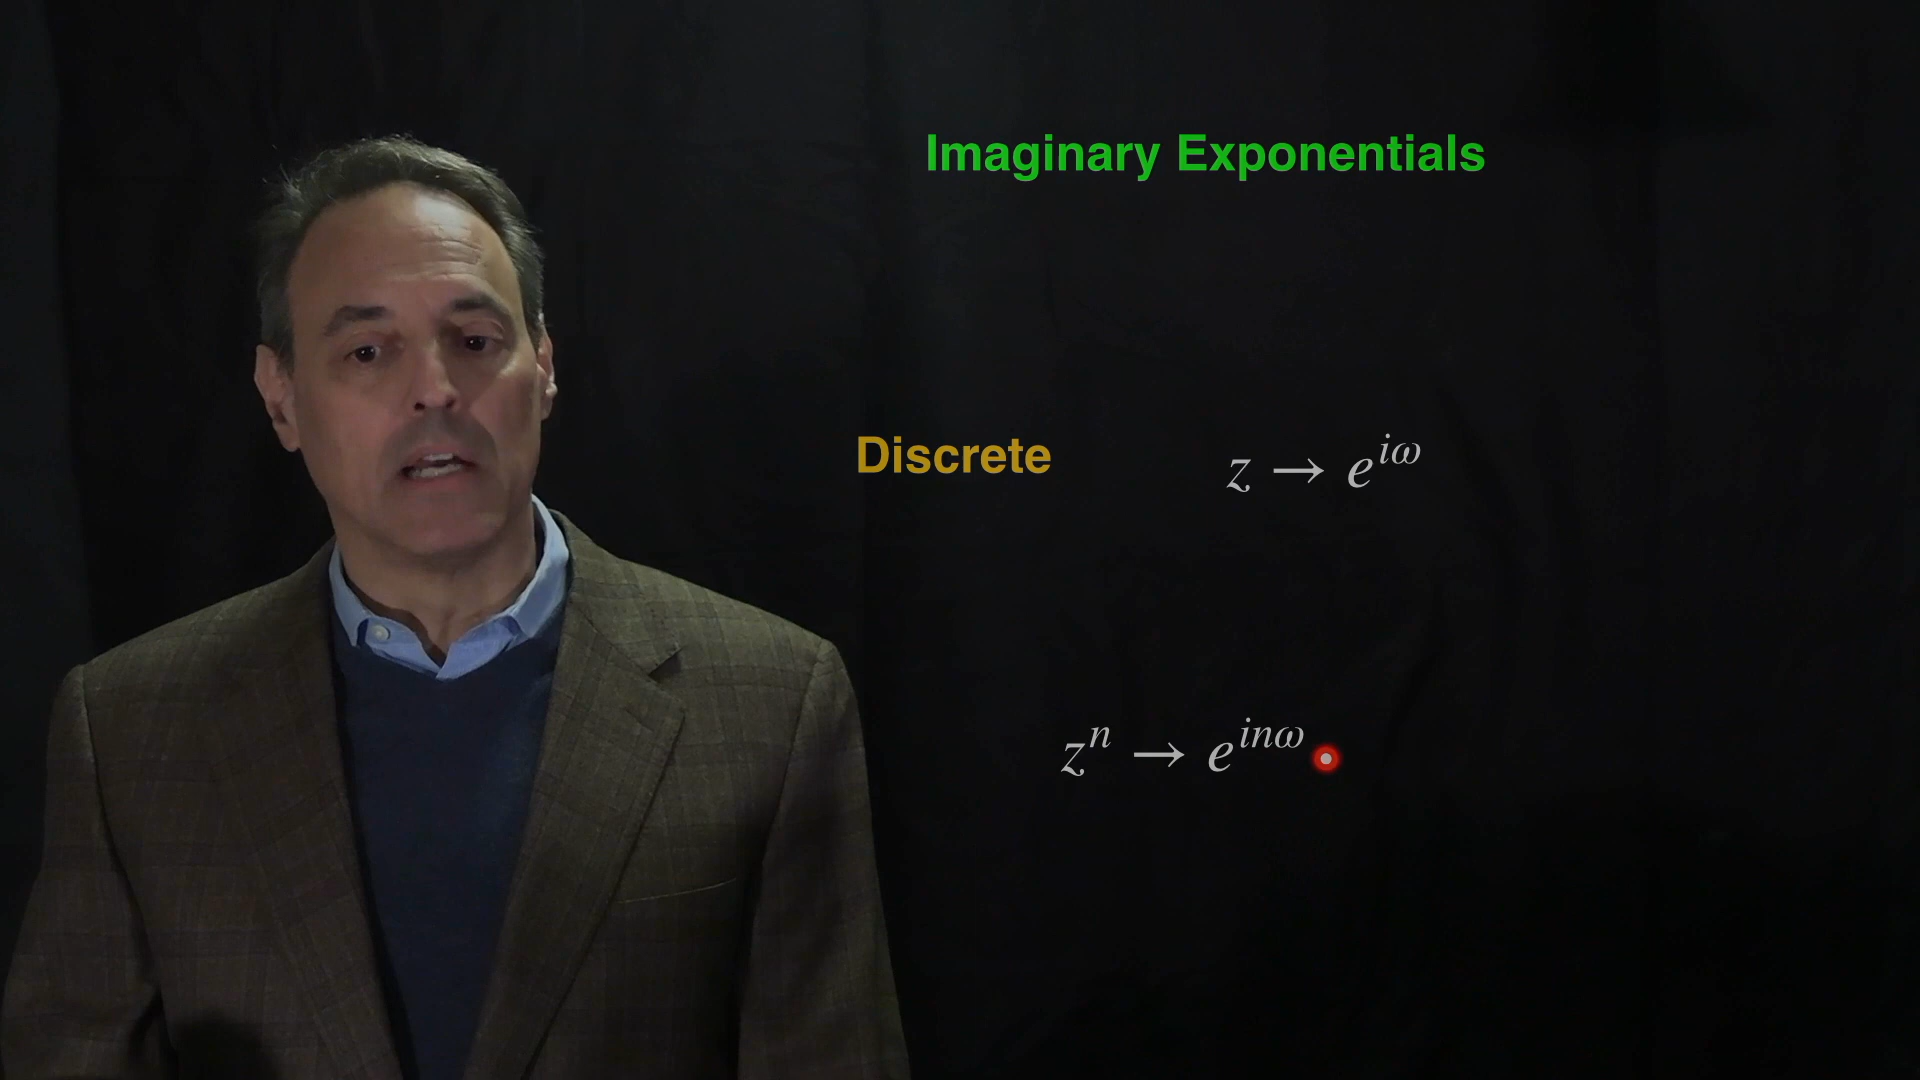 Imaginary Exponentials
Discrete z → e^{iω}
z^n → e^{inω}